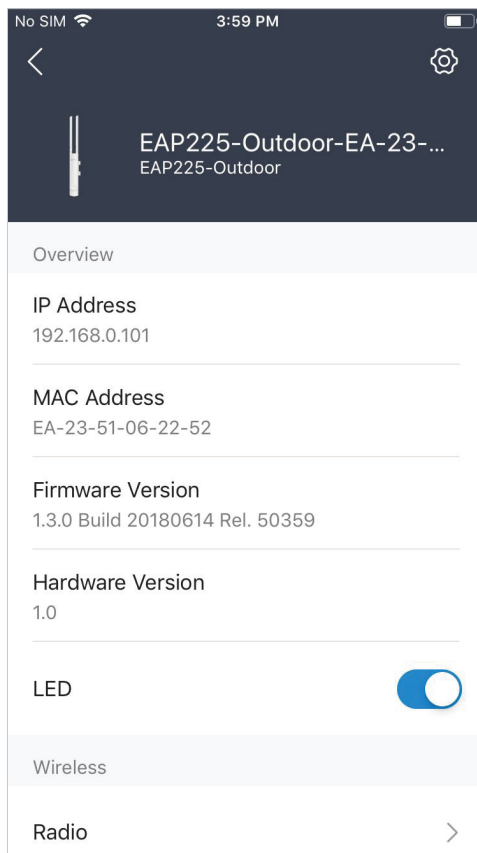 No SIM 3:59 PM
EAP225-Outdoor-EA-23-...
EAP225-Outdoor
Overview
IP Address
192.168.0.101
MAC Address
EA-23-51-06-22-52
Firmware Version
1.3.0 Build 20180614 Rel. 50359
Hardware Version
1.0
LED
Wireless
Radio